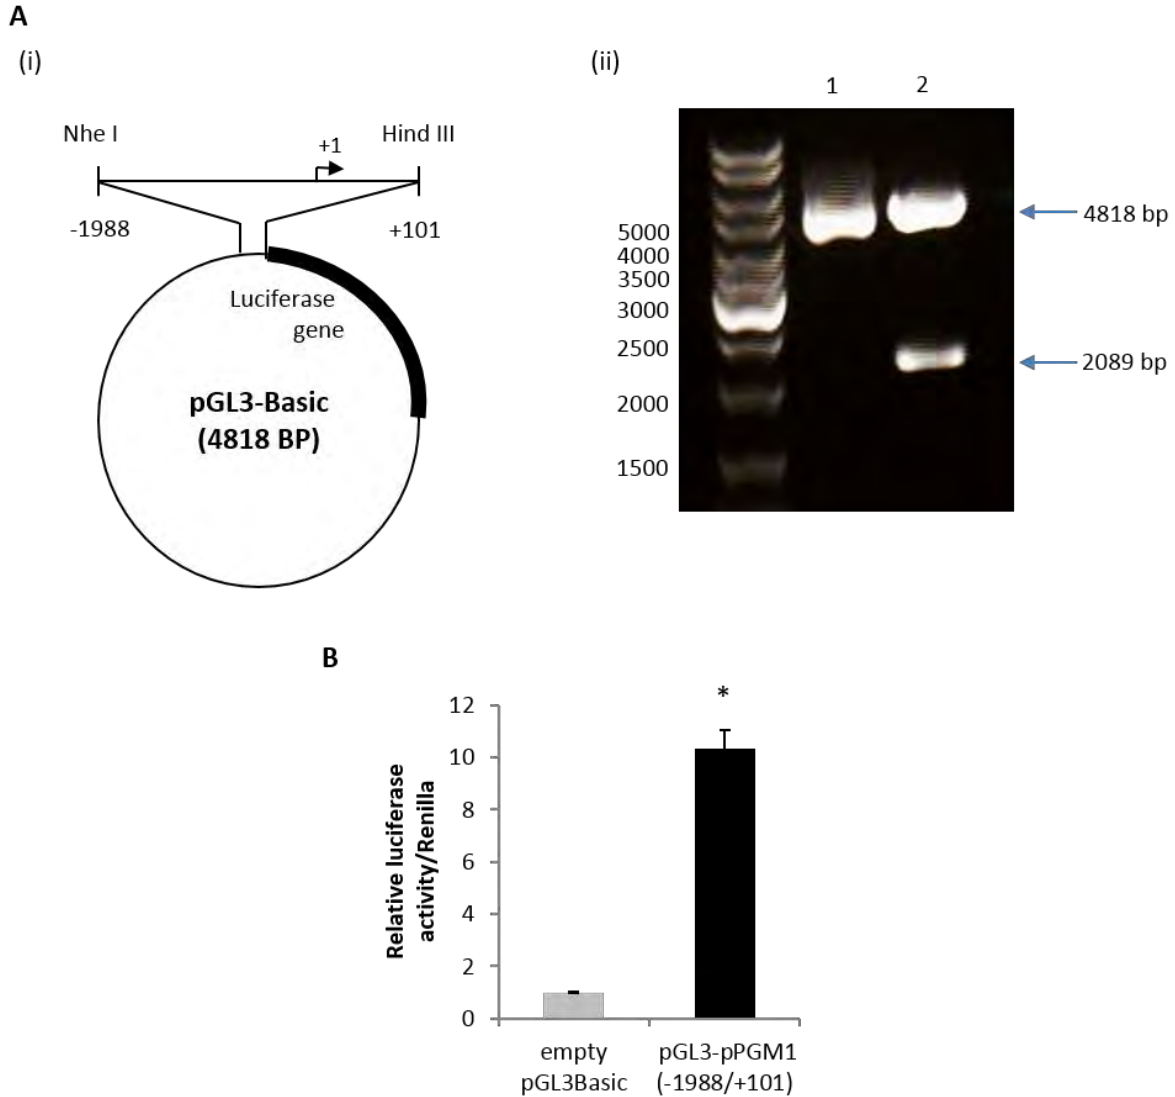 A
(i)
Nhe I
+1
Hind III
-1988
+101
Luciferase
gene
pGL3-Basic
(4818 BP)
(ii)
1 2
5000
4000
3500
3000
2500
2000
1500
4818 bp
2089 bp
B
*
Relative luciferase
activity/Renilla
12
10
8
6
4
2
0
empty
pGL3Basic
pGL3-pPGM1
(-1988/+101)